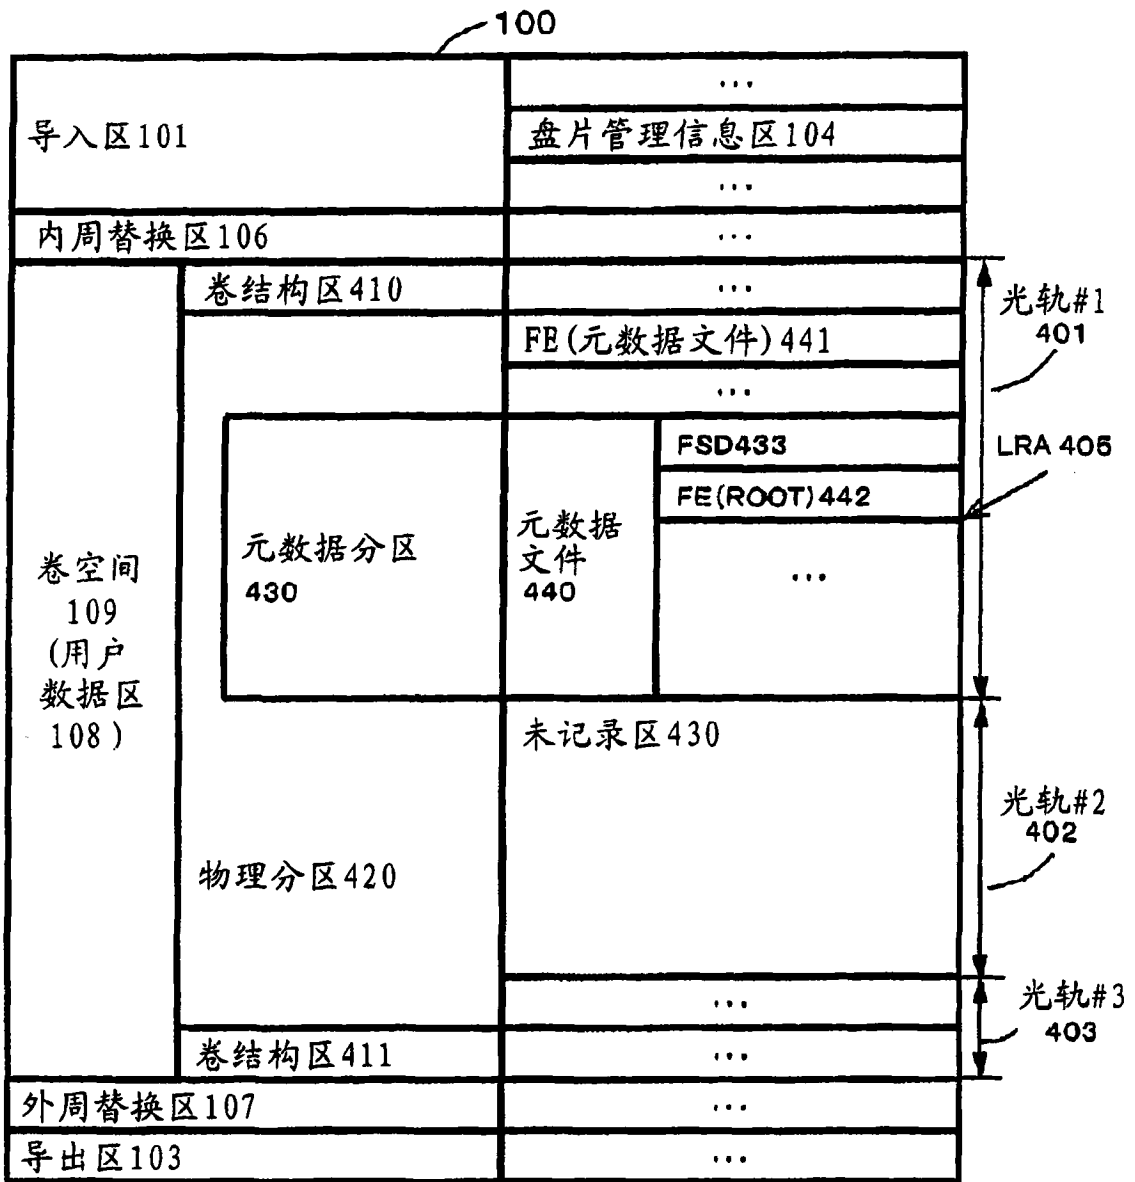 100
...
导入区101
盘片管理信息区104
...
内周替换区106
...
卷结构区410
...
光轨#1
401
FE(元数据文件)441
...
FSD433
LRA 405
FE(ROOT)442
元数据分区
430
元数据
文件
440
...
卷空间
109
(用户
数据区
108)
未记录区430
光轨#2
402
物理分区420
...
光轨#3
403
卷结构区411
...
外周替换区107
...
导出区103
...